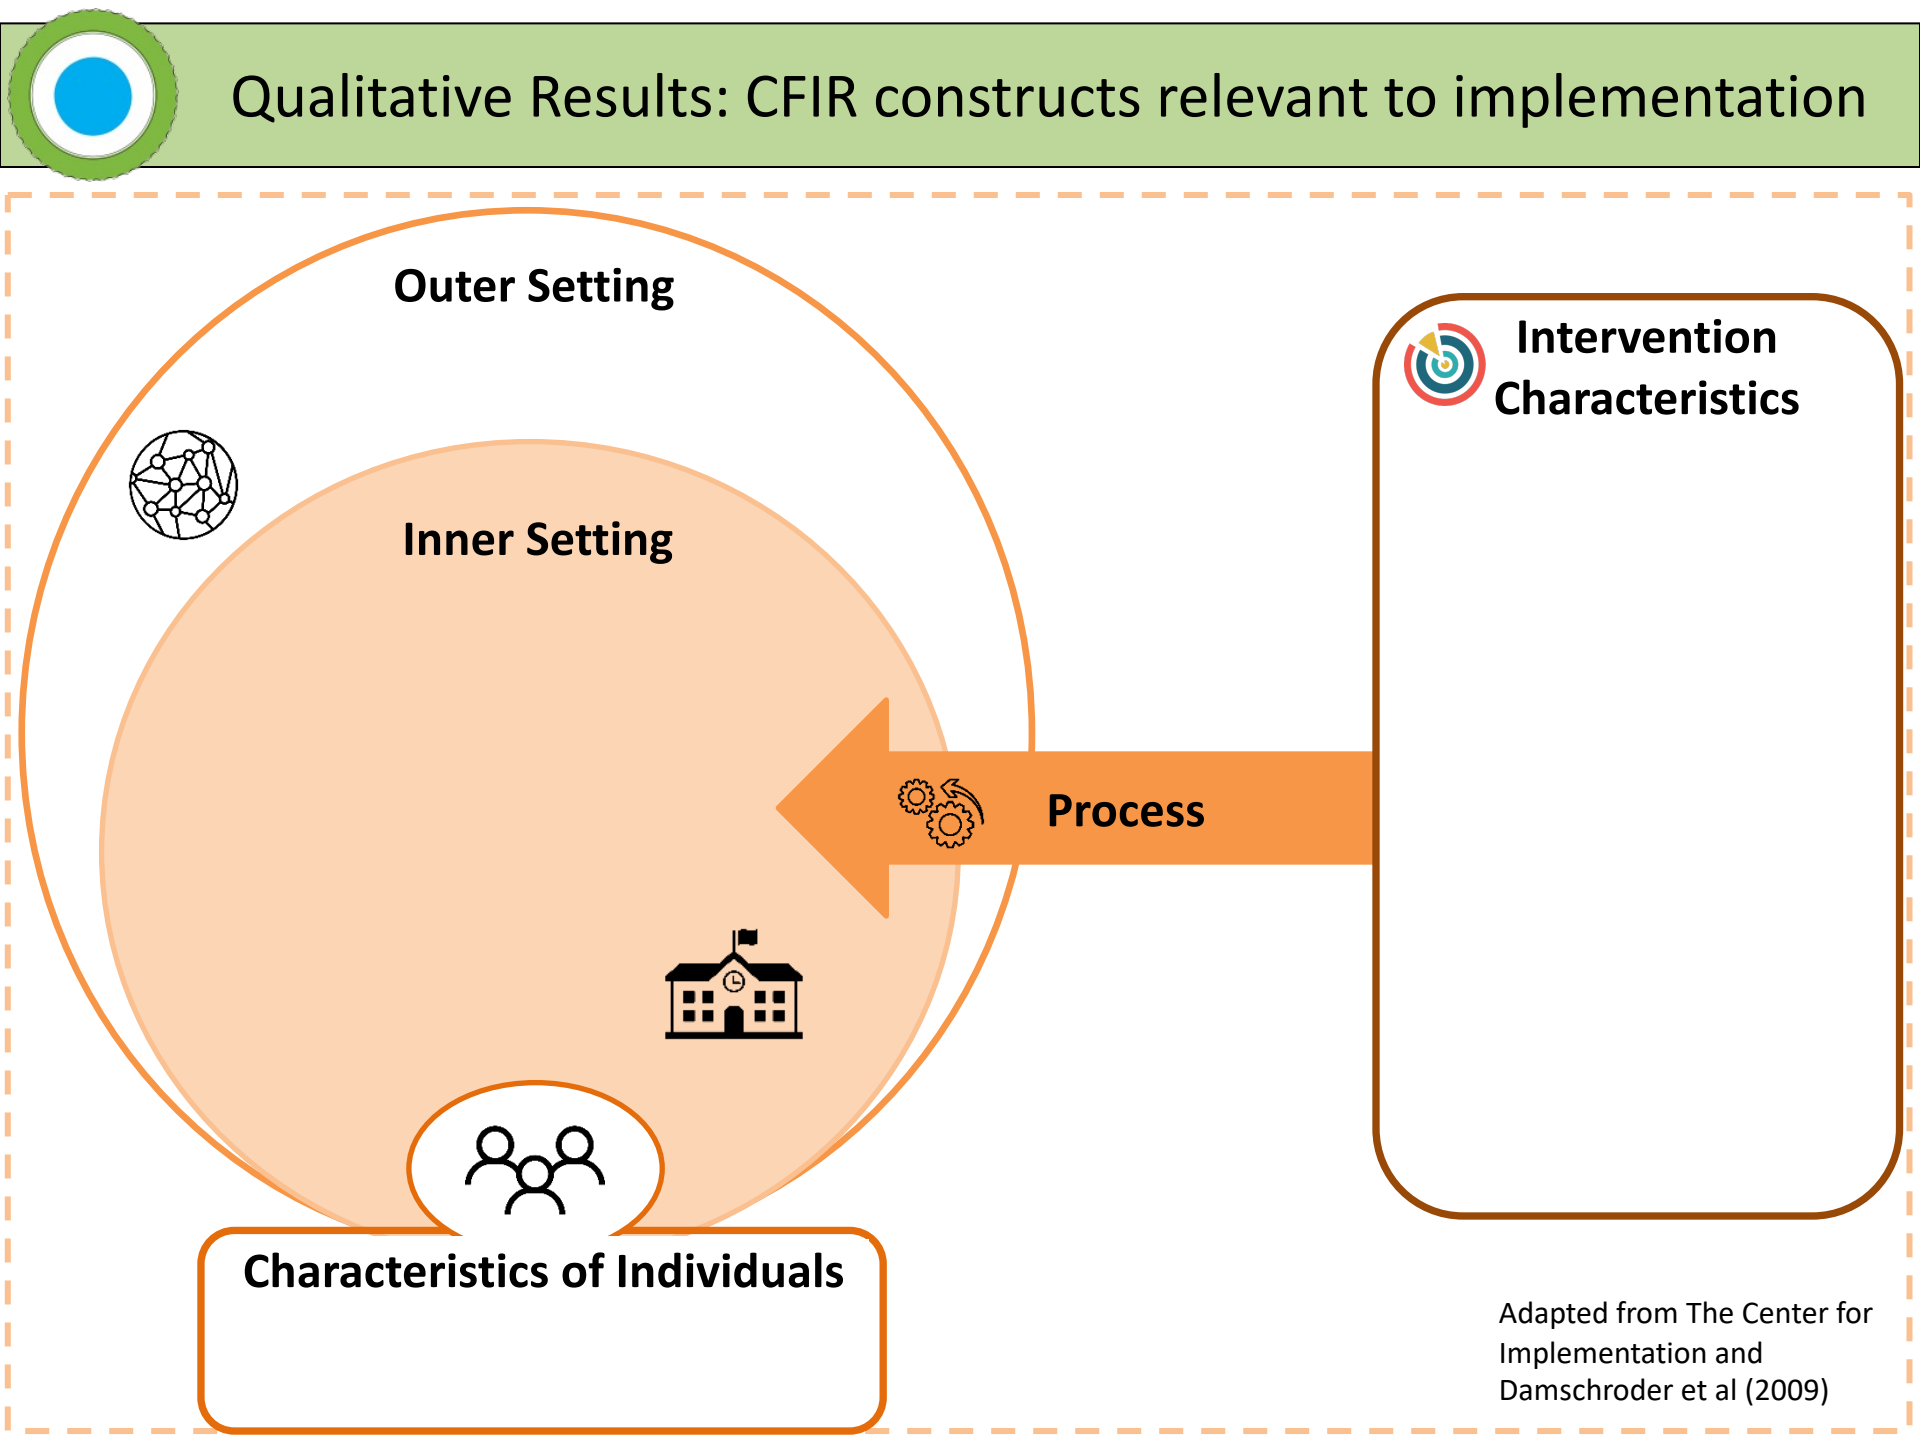 Qualitative Results: CFIR constructs relevant to implementation
Outer Setting
Inner Setting
Process
Intervention
Characteristics
Characteristics of Individuals
Adapted from The Center for
Implementation and
Damschroder et al (2009)